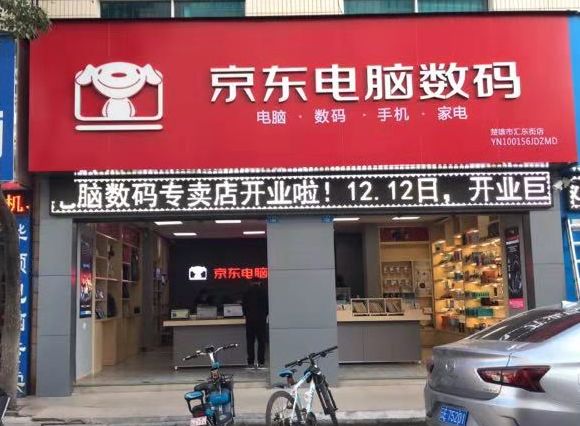 京东电脑数码
电脑 · 数码 · 手机 · 家电
楚雄市汇东街店
YN100156JDZMD
脑数码专卖店开业啦！12.12日，开业巨
京东电脑
机